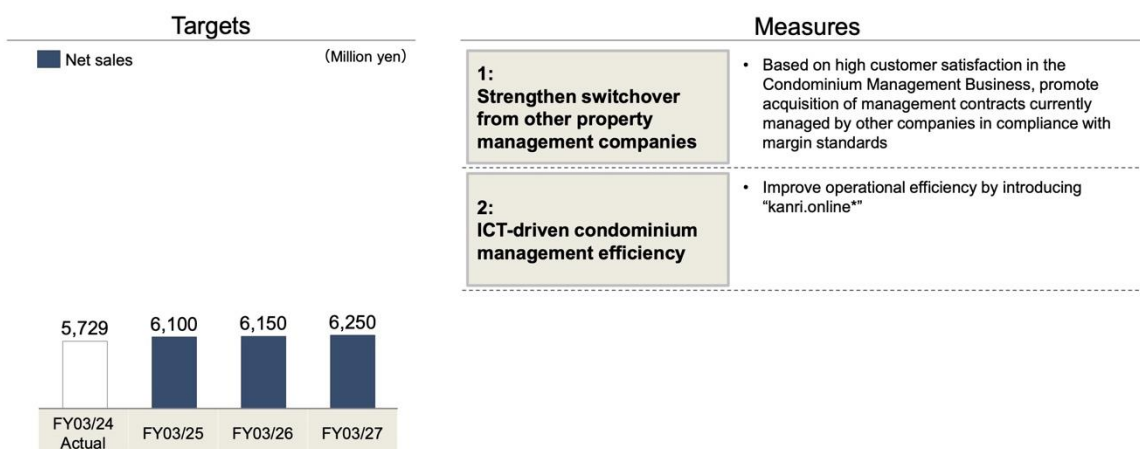 Targets
Net sales
(Million yen)
5,729
6,100
6,150
6,250
FY03/24
Actual
FY03/25
FY03/26
FY03/27
Measures
1:
Strengthen switchover
from other property
management companies
• Based on high customer satisfaction in the
Condominium Management Business, promote
acquisition of management contracts currently
managed by other companies in compliance with
margin standards
2:
ICT-driven condominium
management efficiency
• Improve operational efficiency by introducing
“kanri.online*”